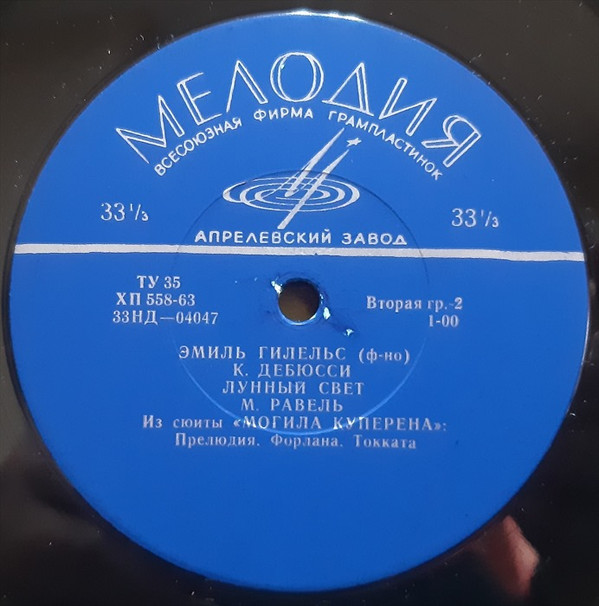 МЕЛОДИЯ
ВСЕСОЮЗНАЯ ФИРМА ГРАМПЛАСТИНОК
33 1/3
33 1/3
АПРЕЛЕВСКИЙ ЗАВОД
ТУ 35
ХП 558-63
33НД—04047
Вторая гр.-2
1-00
ЭМИЛЬ ГИЛЕЛЬС (ф-но)
К. ДЕБЮССИ
ЛУННЫЙ СВЕТ
М. РАВЕЛЬ
Из сюиты «МОГИЛА КУПЕРЕНА»:
Прелюдия. Форлана. Токката